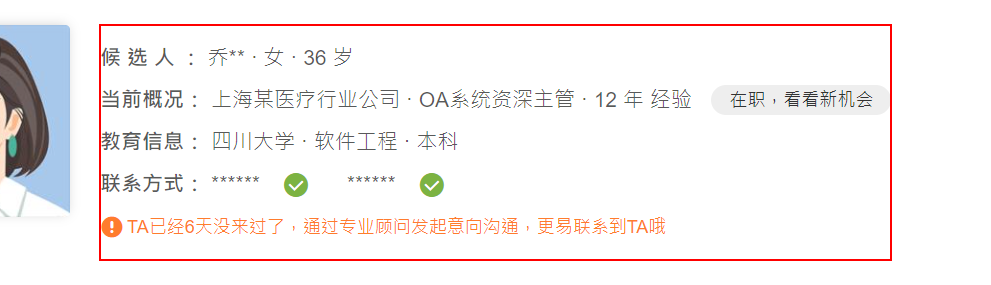 候 选 人 ： 乔** · 女 · 36 岁
当前概况： 上海某医疗行业公司 · OA系统资深主管 · 12 年 经验 在职，看看新机会
教育信息： 四川大学 · 软件工程 · 本科
联系方式： ****** ******
TA已经6天没来过了，通过专业顾问发起意向沟通，更易联系到TA哦